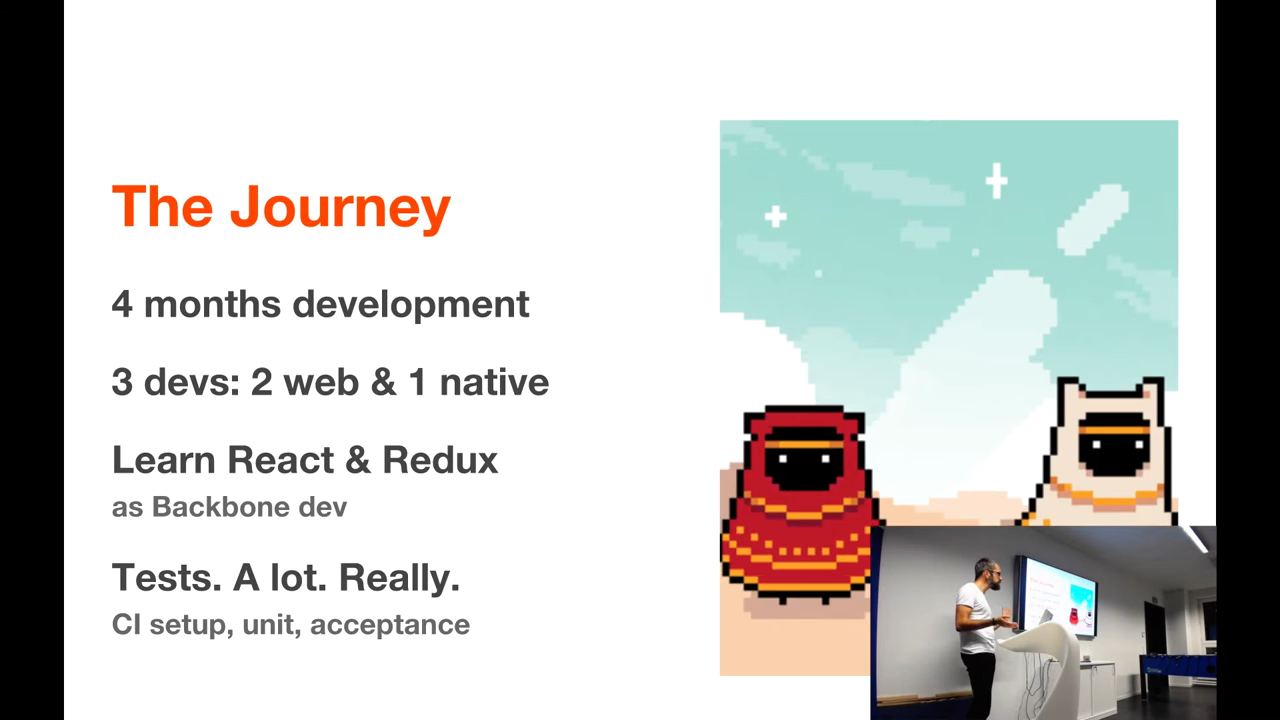 The Journey
4 months development
3 devs: 2 web & 1 native
Learn React & Redux
as Backbone dev
Tests. A lot. Really.
CI setup, unit, acceptance